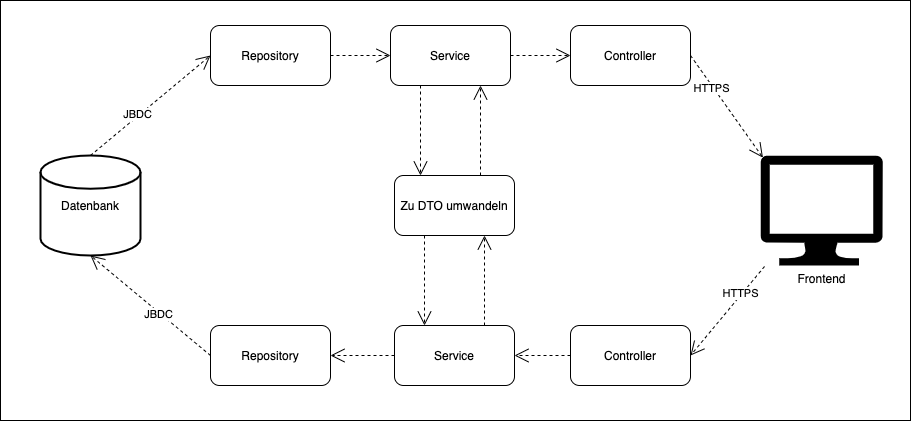 Repository
Service
Controller
JBDC
HTTPS
Datenbank
Zu DTO umwandeln
Frontend
HTTPS
JBDC
Repository
Service
Controller